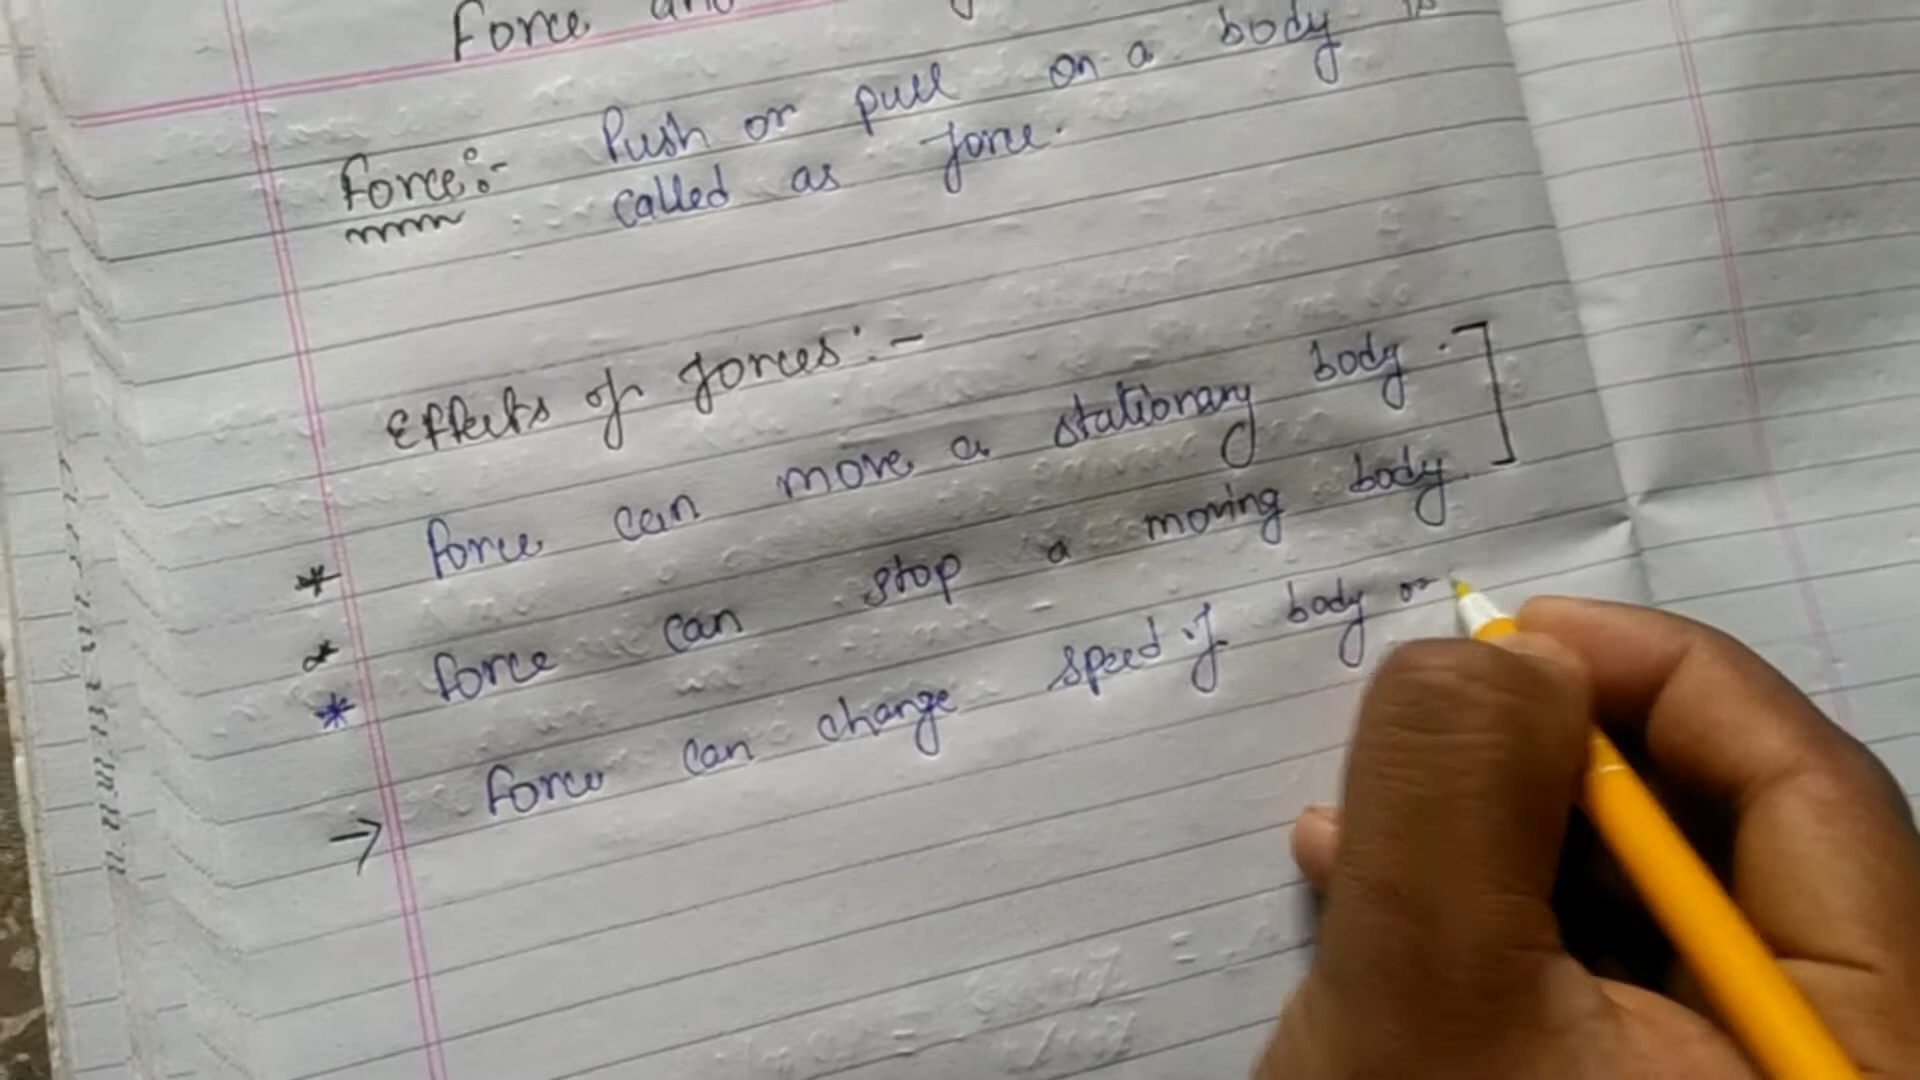 Force and
Force:- Push or pull on a body is
called as force.
Effects of forces:-
* Force can move a stationary body.
* Force can stop a moving body.
*
→ Force can change speed of body or